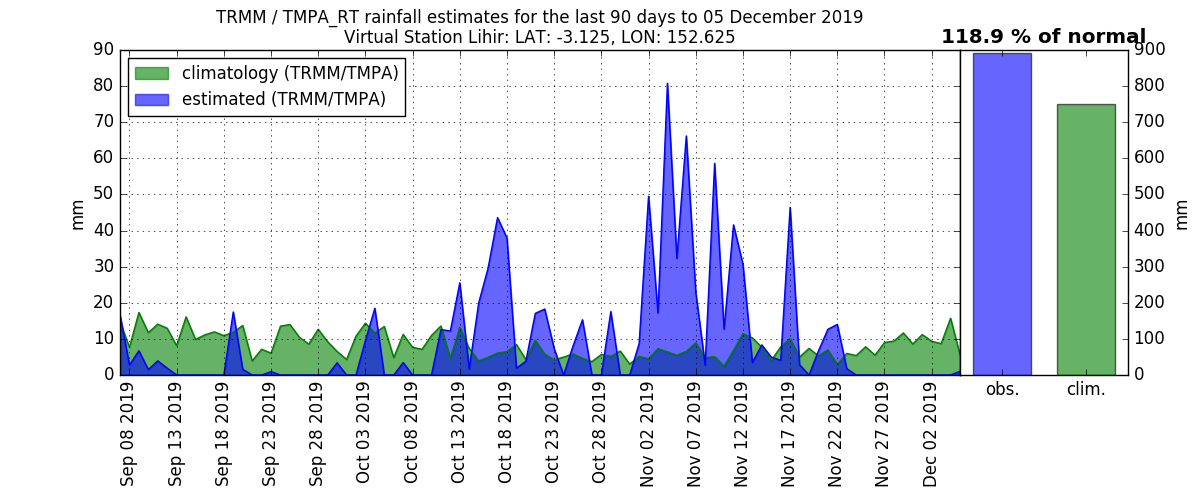 TRMM / TMPA_RT rainfall estimates for the last 90 days to 05 December 2019
Virtual Station Lihir: LAT: -3.125, LON: 152.625
118.9 % of normal
climatology (TRMM/TMPA)
estimated (TRMM/TMPA)
mm
90
80
70
60
50
40
30
20
10
0
Sep 08 2019
Sep 13 2019
Sep 18 2019
Sep 23 2019
Sep 28 2019
Oct 03 2019
Oct 08 2019
Oct 13 2019
Oct 18 2019
Oct 23 2019
Oct 28 2019
Nov 02 2019
Nov 07 2019
Nov 12 2019
Nov 17 2019
Nov 22 2019
Nov 27 2019
Dec 02 2019
obs.
clim.
900
800
700
600
500
400
300
200
100
0
mm